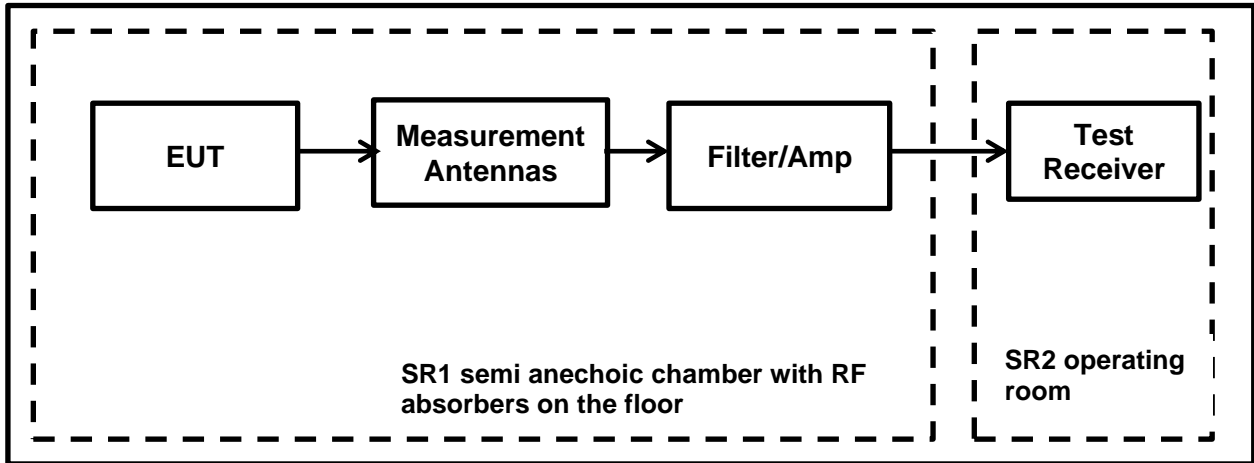 EUT
Measurement
Antennas
Filter/Amp
Test
Receiver
SR1 semi anechoic chamber with RF
absorbers on the floor
SR2 operating
room